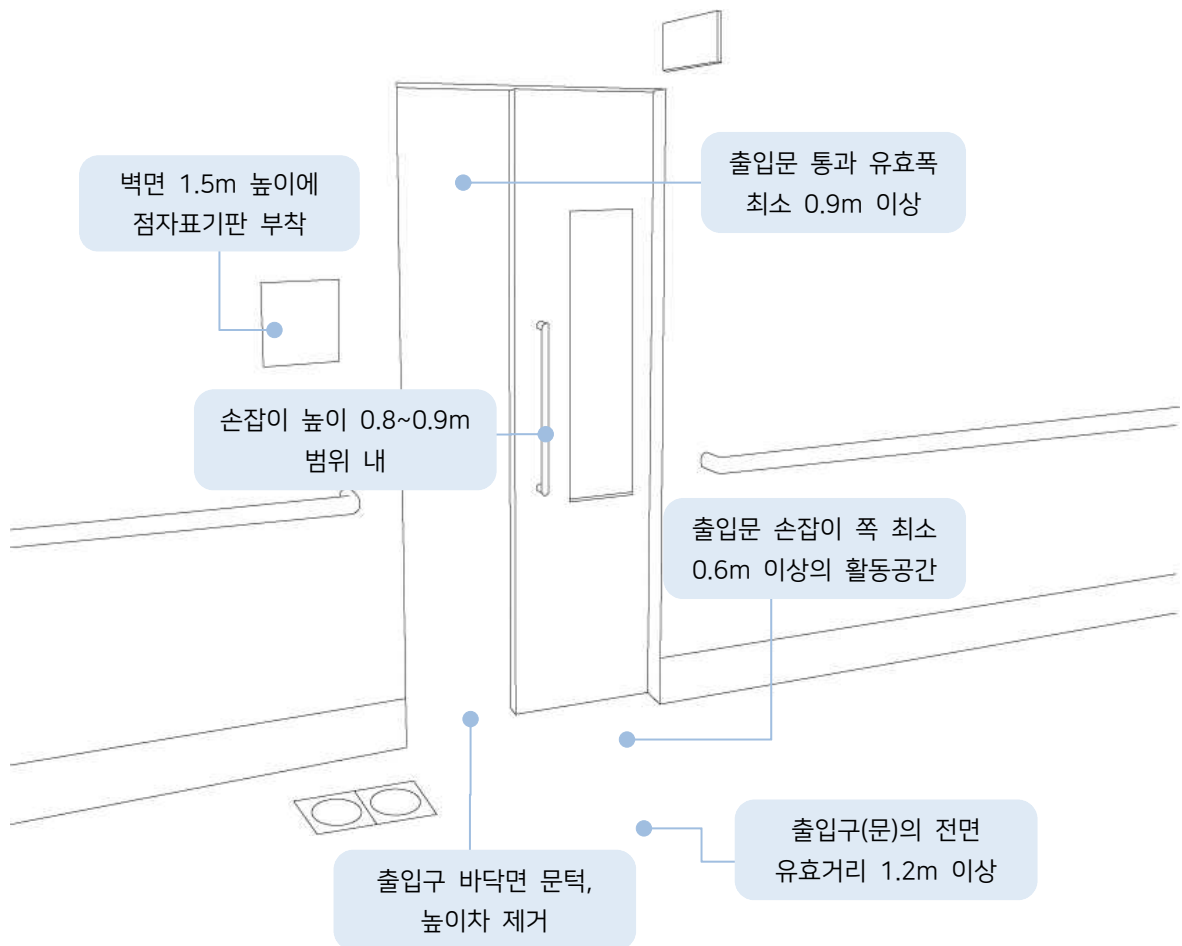 출입문 통과 유효폭
최소 0.9m 이상
벽면 1.5m 높이에
점자표기판 부착
손잡이 높이 0.8~0.9m
범위 내
출입문 손잡이 쪽 최소
0.6m 이상의 활동공간
출입구(문)의 전면
유효거리 1.2m 이상
출입구 바닥면 문턱,
높이차 제거